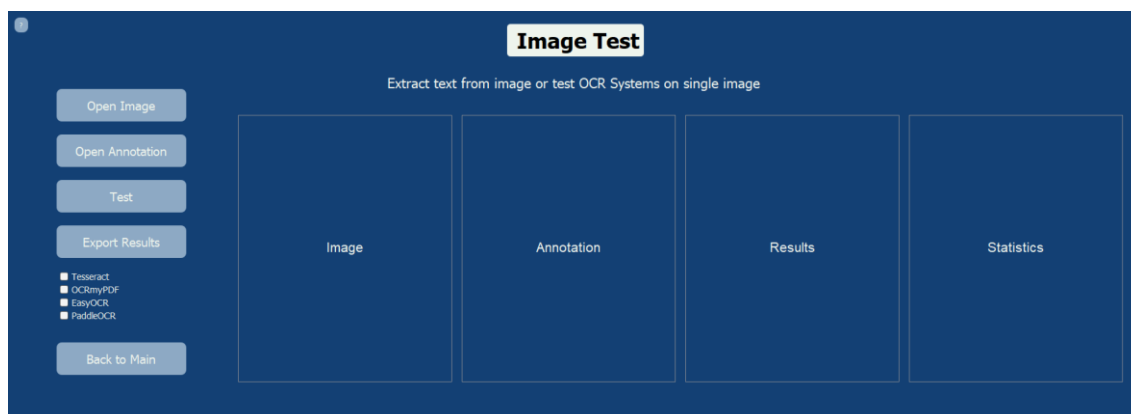 Image Test
Extract text from image or test OCR Systems on single image
Open Image
Open Annotation
Test
Export Results
Tesseract
OCRmyPDF
EasyOCR
PaddleOCR
Back to Main
Image
Annotation
Results
Statistics